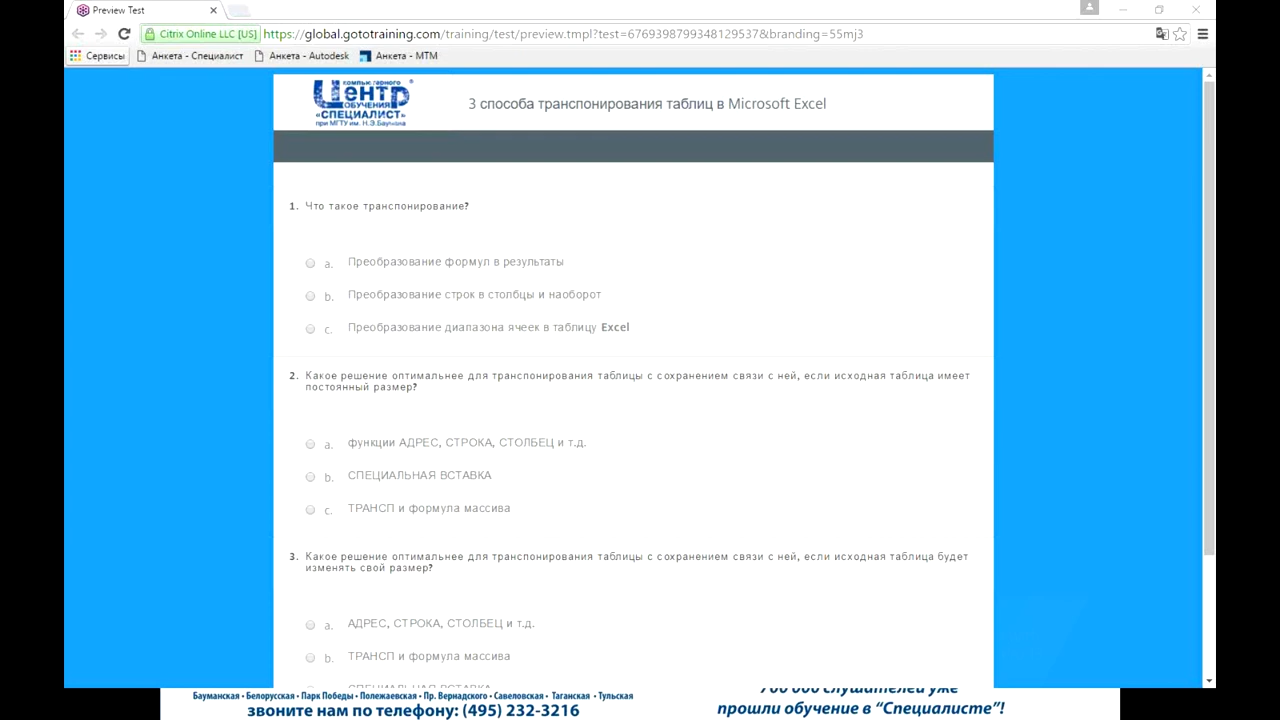 Preview Test
Citrix Online LLC [US] https://global.gototraining.com/training/test/preview.tmpl?test=6769398799348129537&branding=55mj3
Сервисы Анкета - Специалист Анкета - Autodesk Анкета - МТМ
компьютерного
ЦЕНТР
ОБУЧЕНИЯ
«СПЕЦИАЛИСТ»
при МГТУ им. Н.Э.Баумана
3 способа транспонирования таблиц в Microsoft Excel
1. Что такое транспонирование?
a. Преобразование формул в результаты
b. Преобразование строк в столбцы и наоборот
c. Преобразование диапазона ячеек в таблицу Excel
2. Какое решение оптимальнее для транспонирования таблицы с сохранением связи с ней, если исходная таблица имеет
постоянный размер?
a. функции АДРЕС, СТРОКА, СТОЛБЕЦ и т.д.
b. СПЕЦИАЛЬНАЯ ВСТАВКА
c. ТРАНСП и формула массива
3. Какое решение оптимальнее для транспонирования таблицы с сохранением связи с ней, если исходная таблица будет
изменять свой размер?
a. АДРЕС, СТРОКА, СТОЛБЕЦ и т.д.
b. ТРАНСП и формула массива
СПЕЦИАЛЬНАЯ ВСТАВКА
Бауманская • Белорусская • Парк Победы • Полежаевская • Пр. Вернадского • Савеловская • Таганская • Тульская
звоните нам по телефону: (495) 232-3216
700 000 слушателей уже
прошли обучение в “Специалисте”!